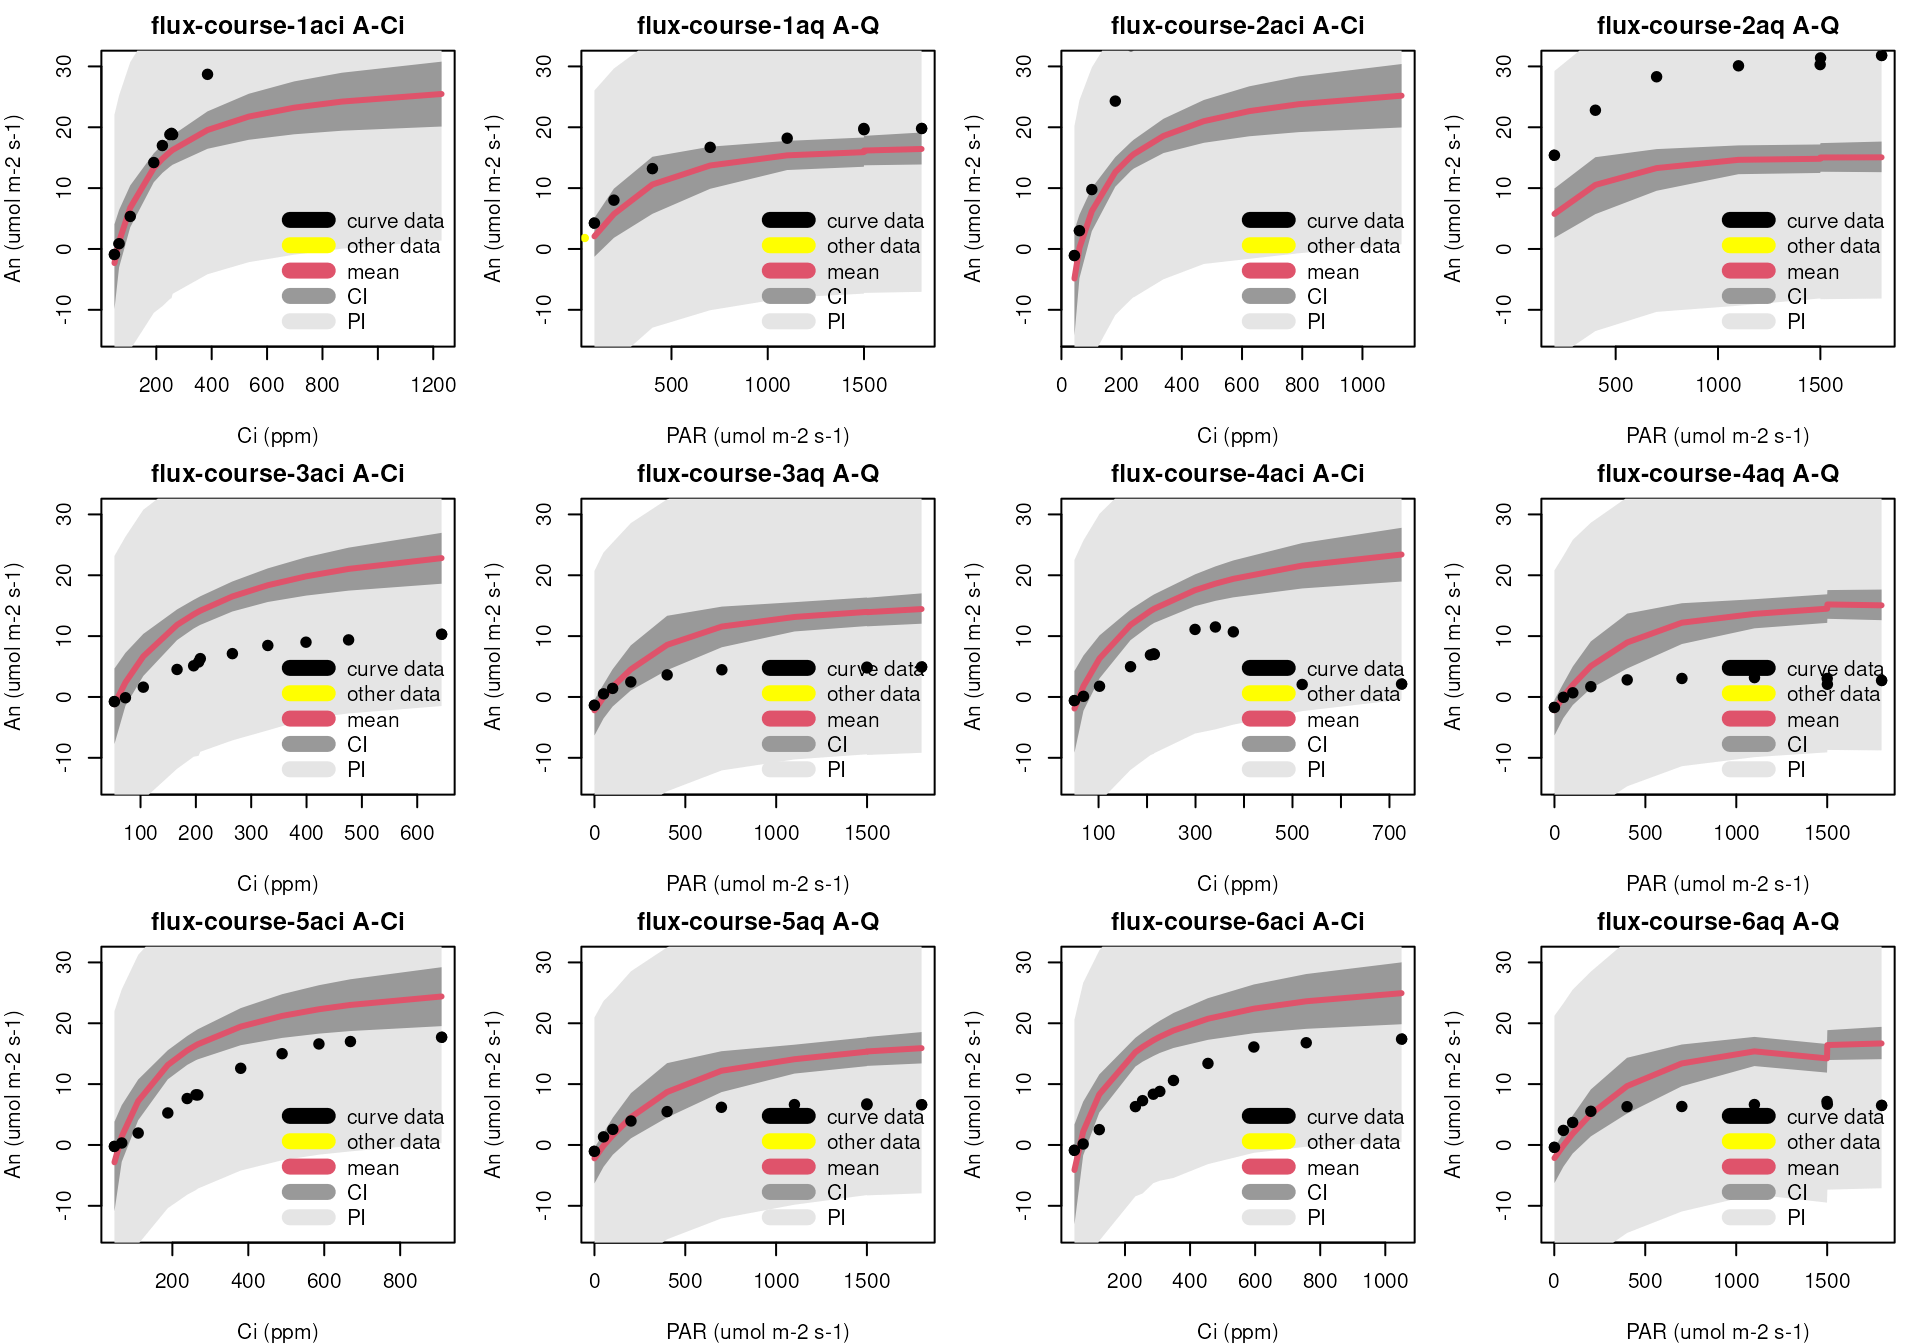 flux-course-1aci A-Ci
An (umol m-2 s-1)
30
20
10
0
-10
curve data
other data
mean
CI
PI
200 400 600 800 1200
Ci (ppm)
flux-course-1aq A-Q
An (umol m-2 s-1)
30
20
10
0
-10
curve data
other data
mean
CI
PI
500 1000 1500
PAR (umol m-2 s-1)
flux-course-2aci A-Ci
An (umol m-2 s-1)
30
20
10
0
-10
curve data
other data
mean
CI
PI
0 200 400 600 800 1000
Ci (ppm)
flux-course-2aq A-Q
An (umol m-2 s-1)
30
20
10
0
-10
curve data
other data
mean
CI
PI
500 1000 1500
PAR (umol m-2 s-1)
flux-course-3aci A-Ci
An (umol m-2 s-1)
30
20
10
0
-10
curve data
other data
mean
CI
PI
100 200 300 400 500 600
Ci (ppm)
flux-course-3aq A-Q
An (umol m-2 s-1)
30
20
10
0
-10
curve data
other data
mean
CI
PI
0 500 1000 1500
PAR (umol m-2 s-1)
flux-course-4aci A-Ci
An (umol m-2 s-1)
30
20
10
0
-10
curve data
other data
mean
CI
PI
100 300 500 700
Ci (ppm)
flux-course-4aq A-Q
An (umol m-2 s-1)
30
20
10
0
-10
curve data
other data
mean
CI
PI
0 500 1000 1500
PAR (umol m-2 s-1)
flux-course-5aci A-Ci
An (umol m-2 s-1)
30
20
10
0
-10
curve data
other data
mean
CI
PI
200 400 600 800
Ci (ppm)
flux-course-5aq A-Q
An (umol m-2 s-1)
30
20
10
0
-10
curve data
other data
mean
CI
PI
0 500 1000 1500
PAR (umol m-2 s-1)
flux-course-6aci A-Ci
An (umol m-2 s-1)
30
20
10
0
-10
curve data
other data
mean
CI
PI
200 400 600 800 1000
Ci (ppm)
flux-course-6aq A-Q
An (umol m-2 s-1)
30
20
10
0
-10
curve data
other data
mean
CI
PI
0 500 1000 1500
PAR (umol m-2 s-1)